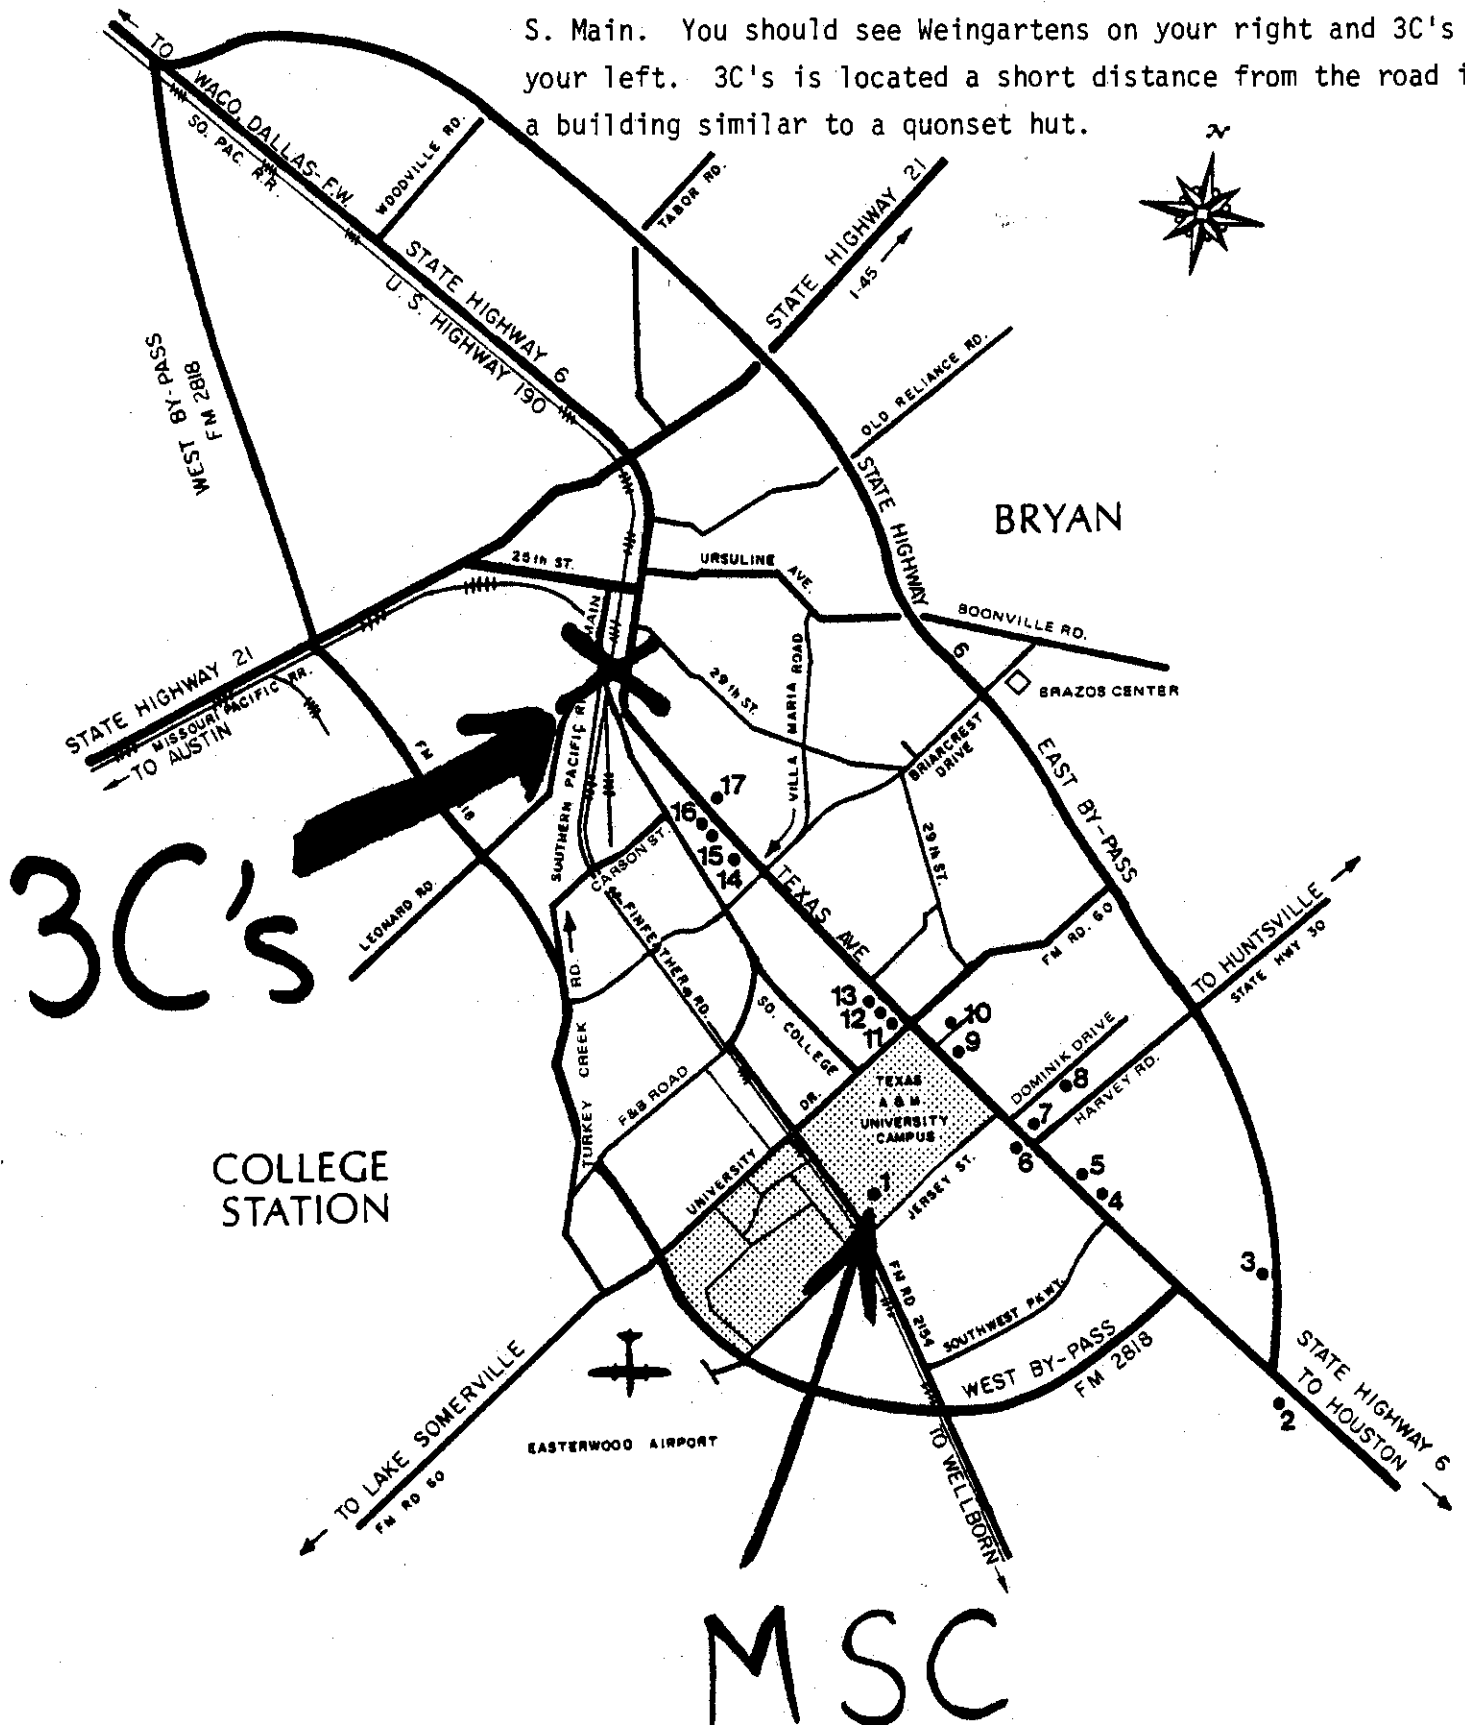 S. Main. You should see Weingartens on your right and 3C's
your left. 3C's is located a short distance from the road i
a building similar to a quonset hut.
N
TO
WACO, DALLAS-F.W.
SO. PAC. R.R.
WOODVILLE RD.
TABOR RD.
STATE HIGHWAY 21
I-45
STATE HIGHWAY 6
U.S. HIGHWAY 190
OLD RELIANCE RD.
WEST BY-PASS
FM 2818
STATE HIGHWAY
6
BRYAN
25th ST.
URSULINE AVE.
BOONVILLE RD.
MAIN
29th ST.
VILLA MARIA ROAD
BRAZOS CENTER
STATE HIGHWAY 21
MISSOURI PACIFIC RR.
TO AUSTIN
FM
18
BRIARCREST
DRIVE
EAST BY-PASS
SOUTHERN PACIFIC R
17
16
15
14
CARSON ST.
29th ST.
3C's
LEONARD RD.
FINFEATHER RD.
TEXAS AVE
FM RD. 60
TO HUNTSVILLE
STATE HWY 30
13
12
11
10
9
SO. COLLEGE
TURKEY CREEK RD.
F&B ROAD
UNIVERSITY DR.
TEXAS
A & M
UNIVERSITY
CAMPUS
DOMINIK DRIVE
8
HARVEY RD.
7
6
5
4
COLLEGE
STATION
1
JERSEY ST.
3
FM RD 2154
SOUTHWEST PKWY.
WEST BY-PASS
FM 2818
STATE HIGHWAY 6
TO HOUSTON
2
TO LAKE SOMERVILLE
FM RD 60
EASTERWOOD AIRPORT
TO WELLBORN
MSC